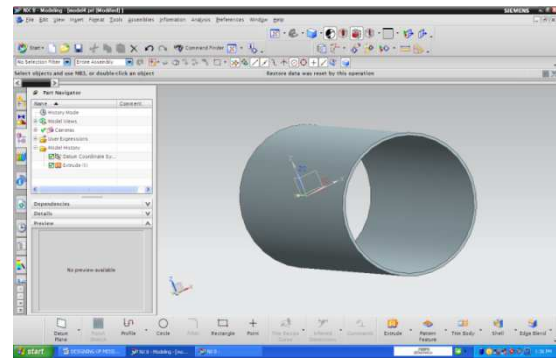 NX 8 - Modeling - [model4.prt (Modified)]
SIEMENS
File Edit View Insert Format Tools Assemblies Information Analysis Preferences Window Help
Start
Command Finder
No Selection Filter
Entire Assembly
Select objects and use MB3, or double-click an object
Restore data was reset by this operation
Part Navigator
Name
Comment
History Mode
Model Views
Cameras
User Expressions
Model History
Datum Coordinate Sy...
Extrude (1)
Dependencies
Details
Preview
No preview available
Datum Plane
Profile
Circle
Rectangle
Point
Extrude
Pattern Feature
Trim Body
Shell
Edge Blend
start
NX 8 - Modeling - [mo...